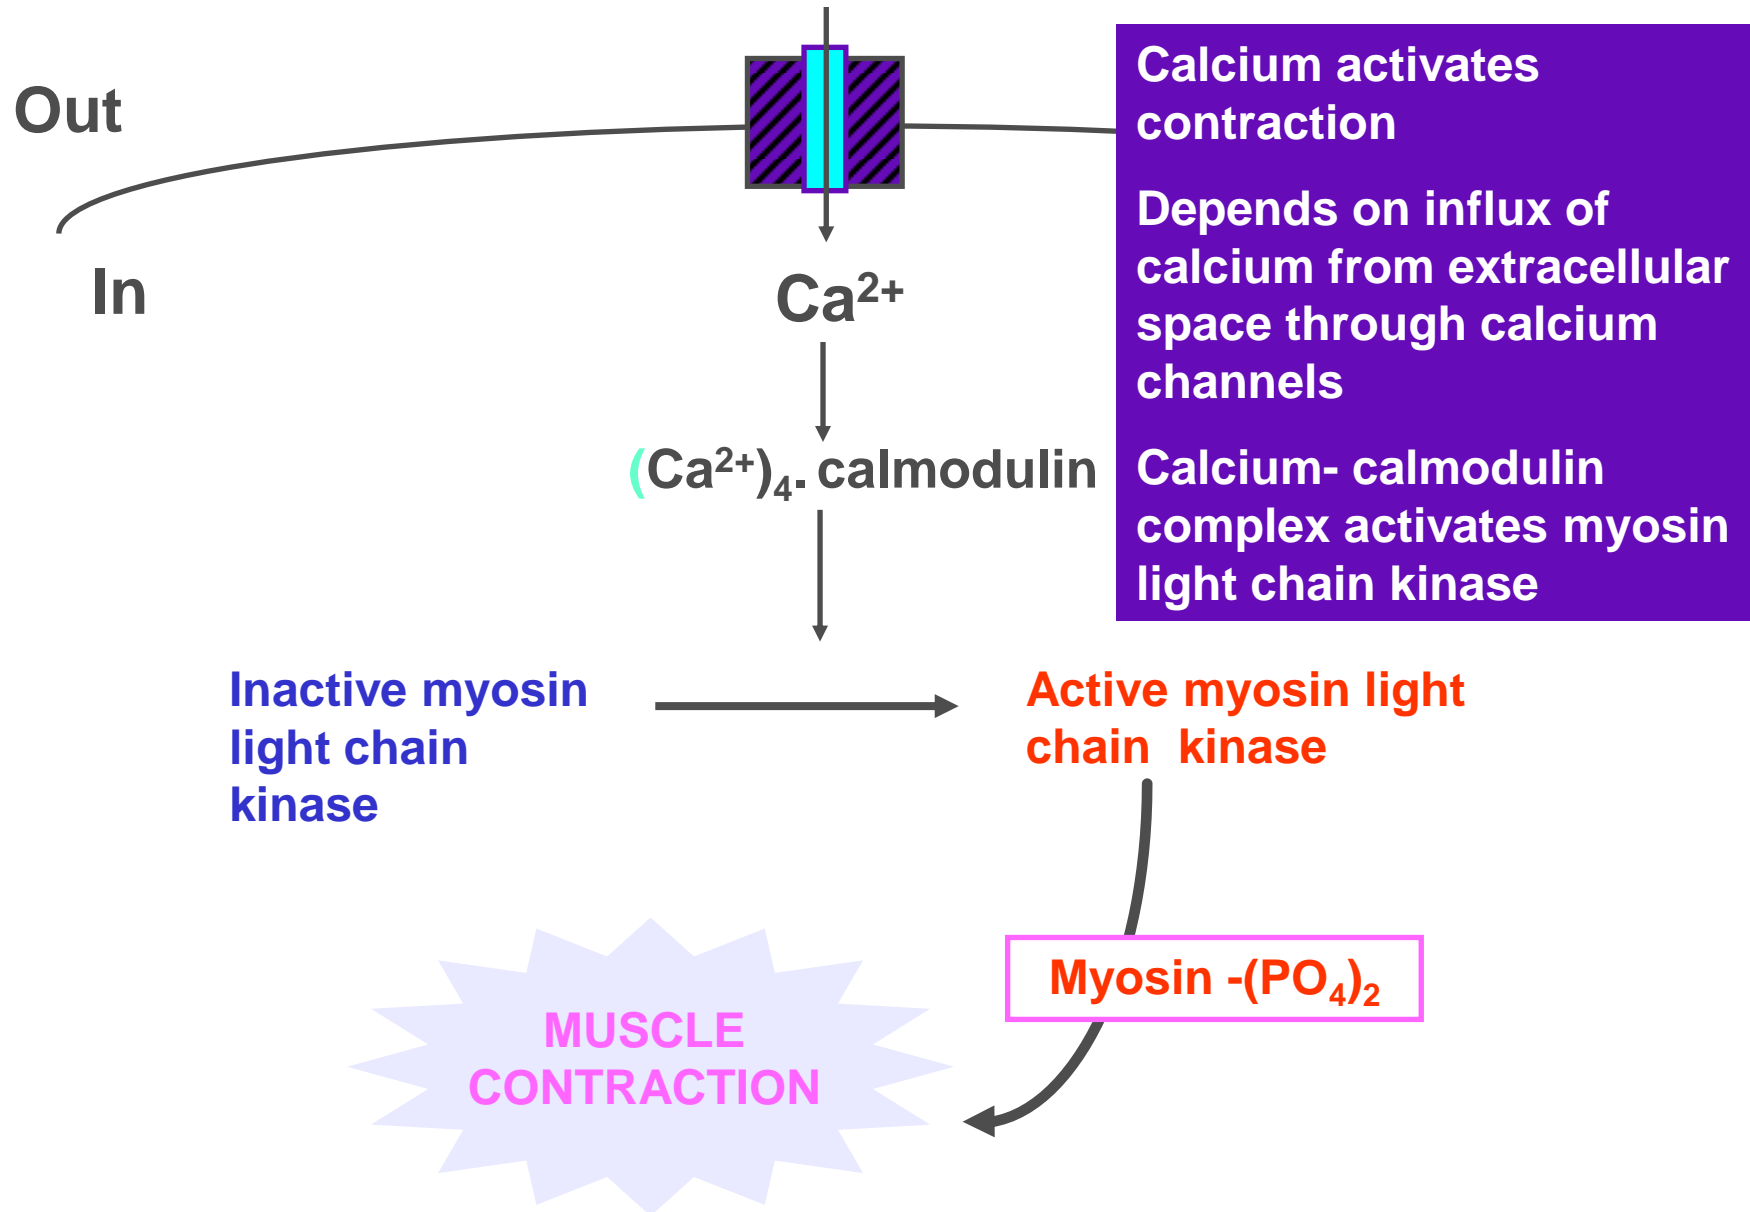 Out
In
Ca²⁺
(Ca²⁺)₄. calmodulin
Calcium activates
contraction
Depends on influx of
calcium from extracellular
space through calcium
channels
Calcium- calmodulin
complex activates myosin
light chain kinase
Inactive myosin
light chain
kinase
Active myosin light
chain  kinase
Myosin -(PO₄)₂
MUSCLE
CONTRACTION